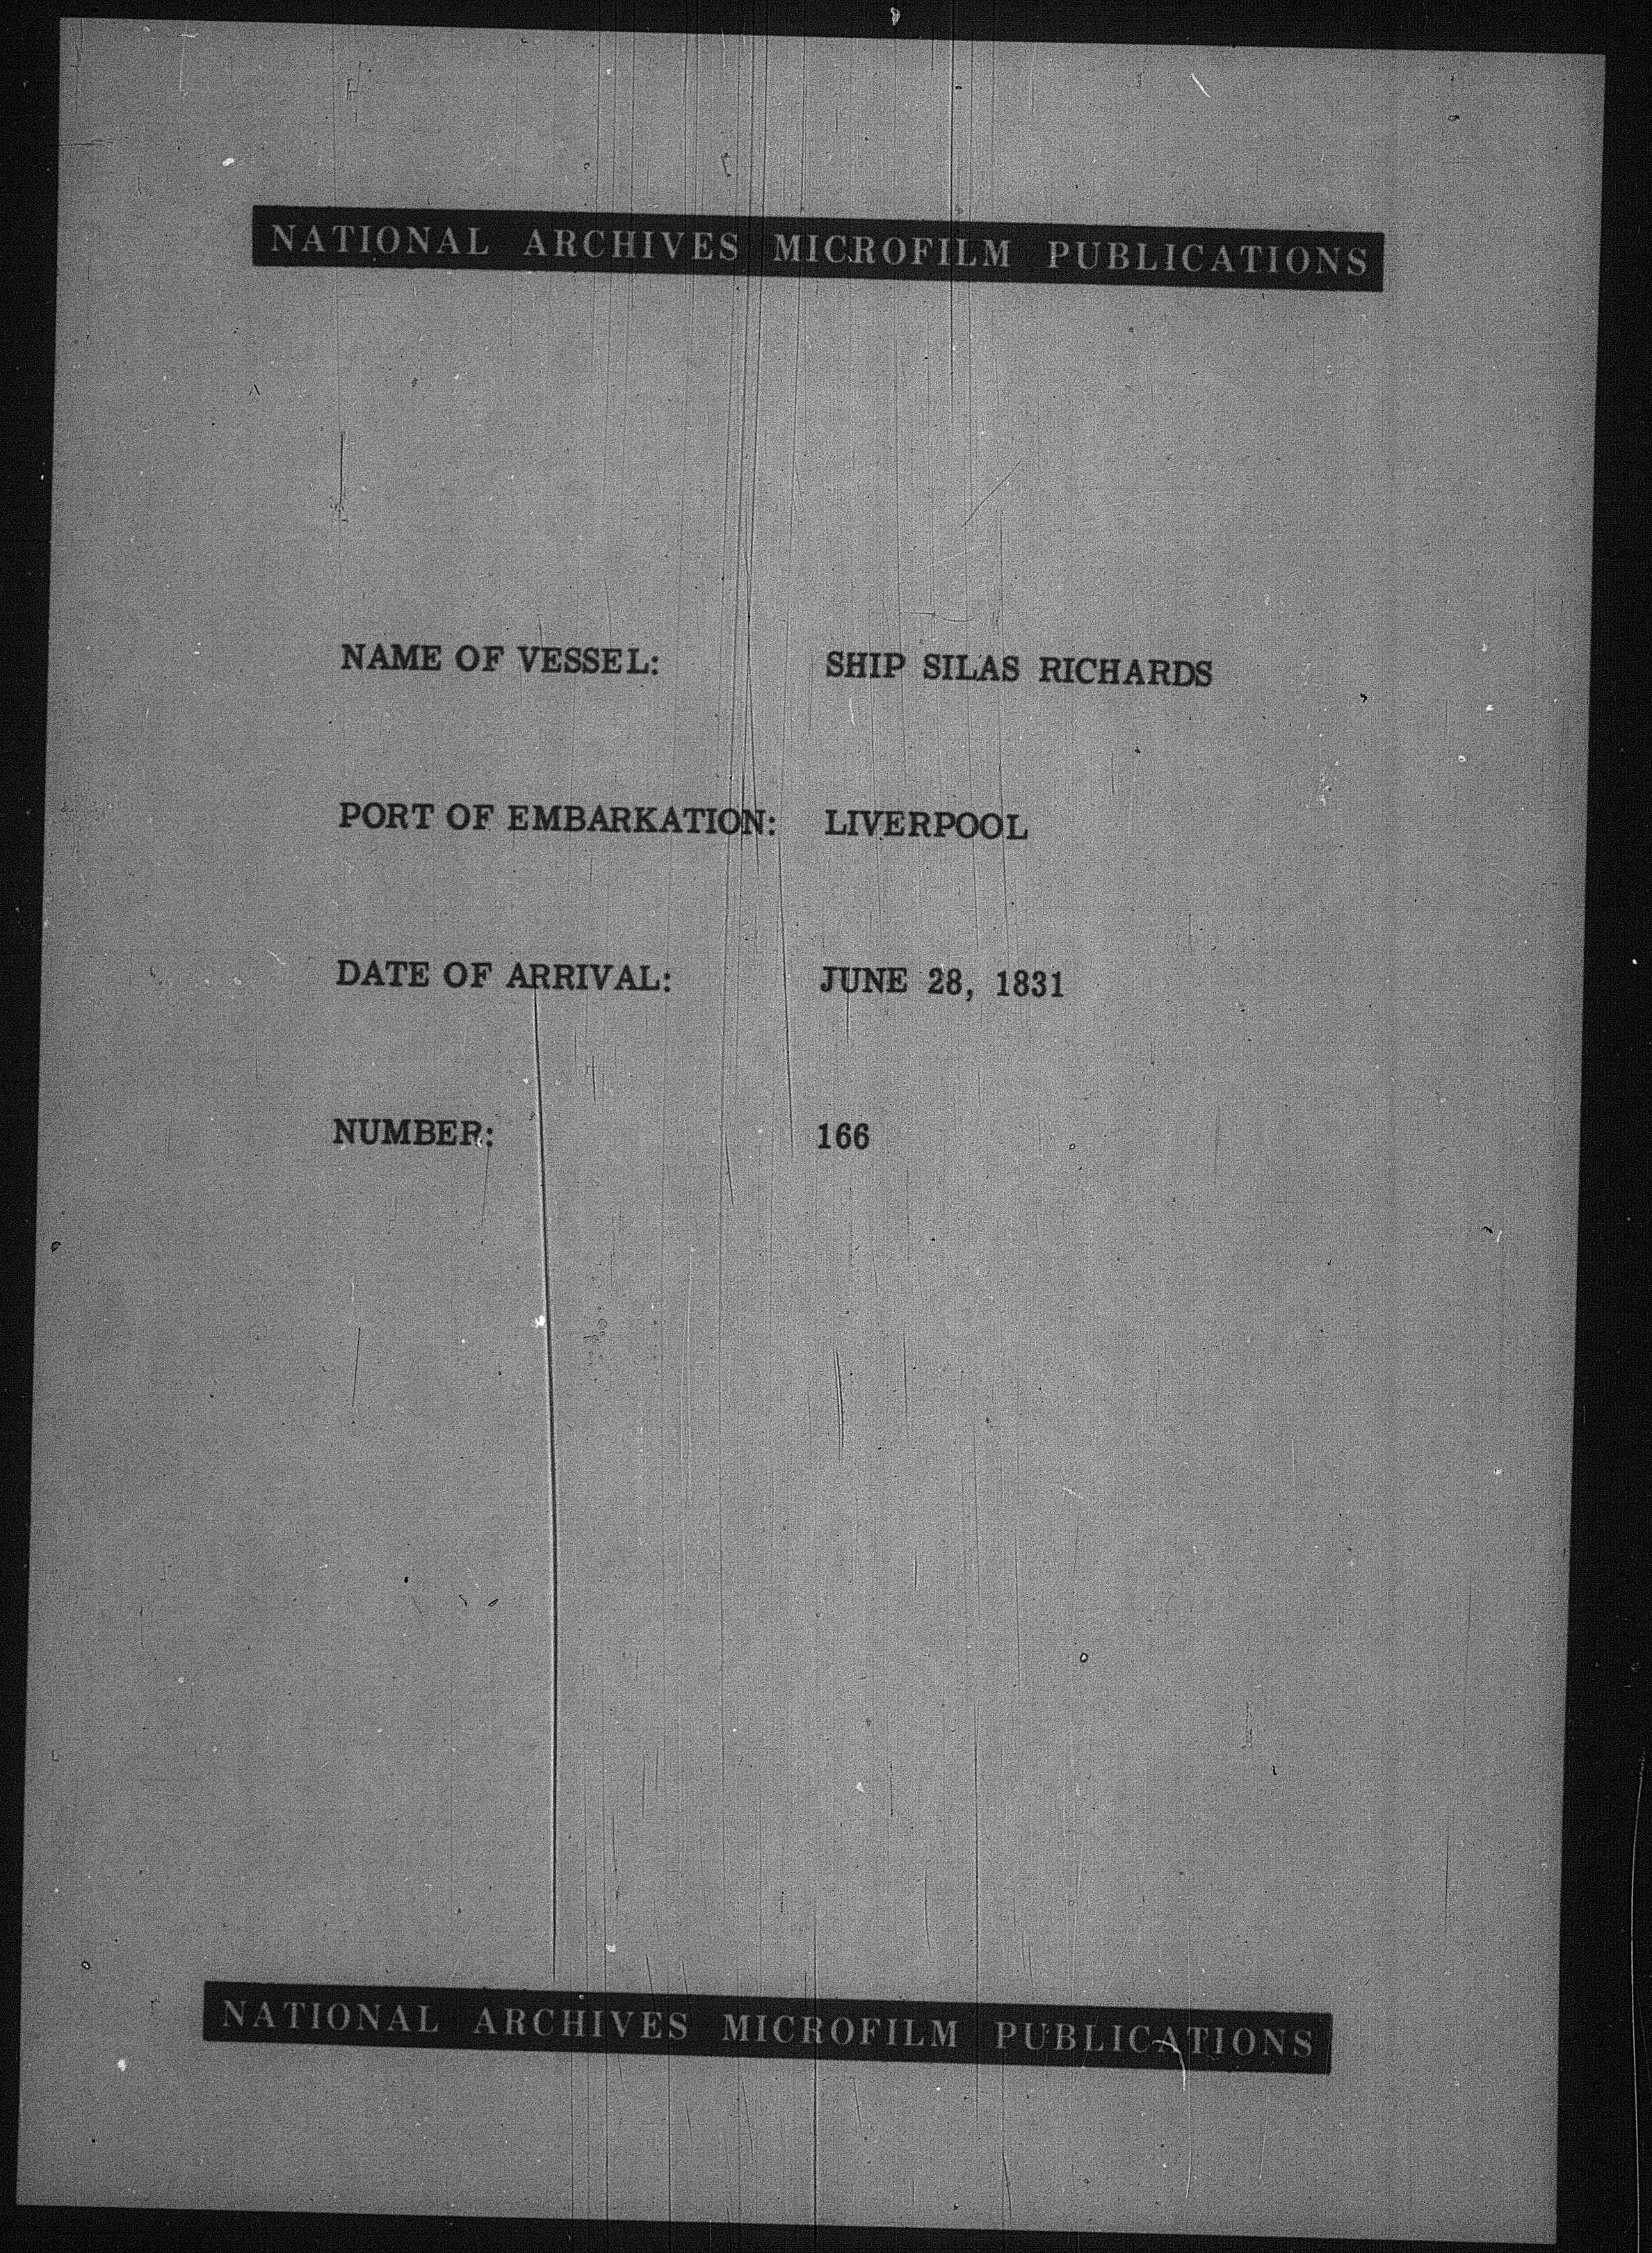 NATIONAL ARCHIVES MICROFILM PUBLICATIONS
NAME OF VESSEL: SHIP SILAS RICHARDS
PORT OF EMBARKATION: LIVERPOOL
DATE OF ARRIVAL: JUNE 28, 1831
NUMBER: 166
NATIONAL ARCHIVES MICROFILM PUBLICATIONS